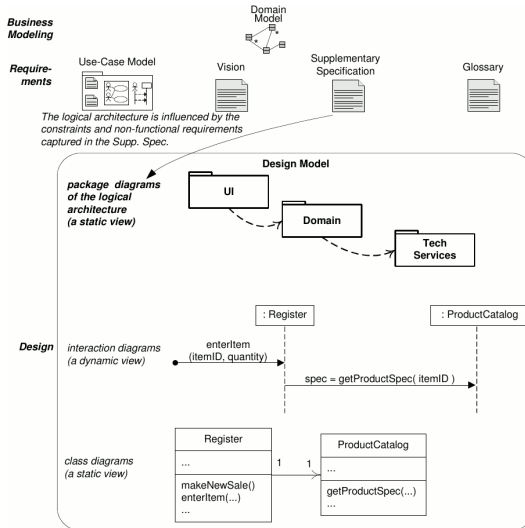 Business
Modeling
Domain
Model
*
*
Require-
ments
Use-Case Model
Vision
Supplementary
Specification
Glossary
The logical architecture is influenced by the
constraints and non-functional requirements
captured in the Supp. Spec.
Design Model
package diagrams
of the logical
architecture
(a static view)
UI
Domain
Tech
Services
: Register
: ProductCatalog
Design
interaction diagrams
(a dynamic view)
enterItem
(itemID, quantity)
spec = getProductSpec( itemID )
class diagrams
(a static view)
Register
...
makeNewSale()
enterItem(...)
...
1
1
ProductCatalog
...
getProductSpec(...)
...